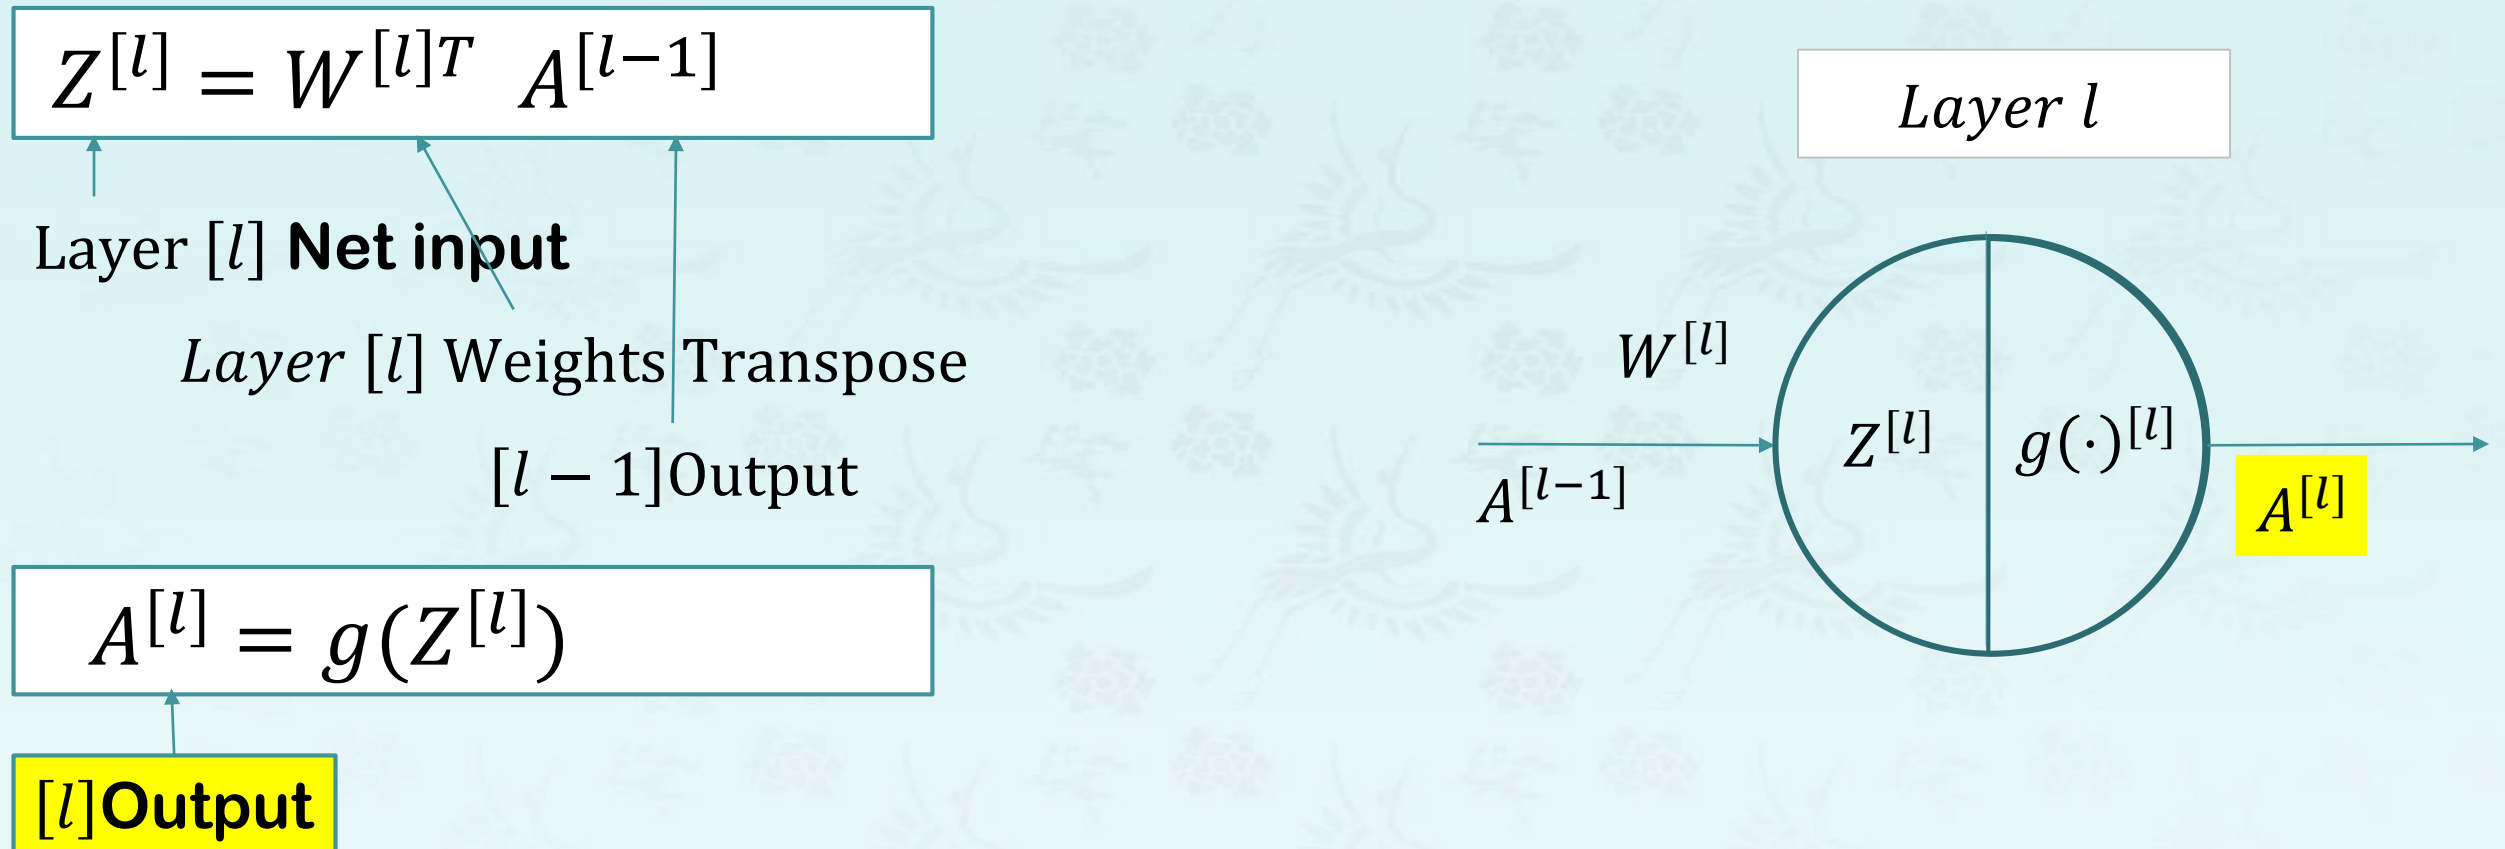 Z^{[l]} = W^{[l]T} A^{[l-1]}
Layer [l] Net input
Layer [l] Weights Transpose
[l − 1]Output
A^{[l]} = g(Z^{[l]})
[l]Output
Layer l
W^{[l]}
A^{[l-1]}
Z^{[l]}
g(·)^{[l]}
A^{[l]}